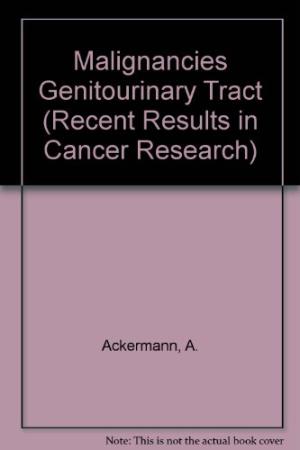 Malignancies
Genitourinary Tract
(Recent Results in
Cancer Research)
Ackermann, A.
Note: This is not the actual book cover